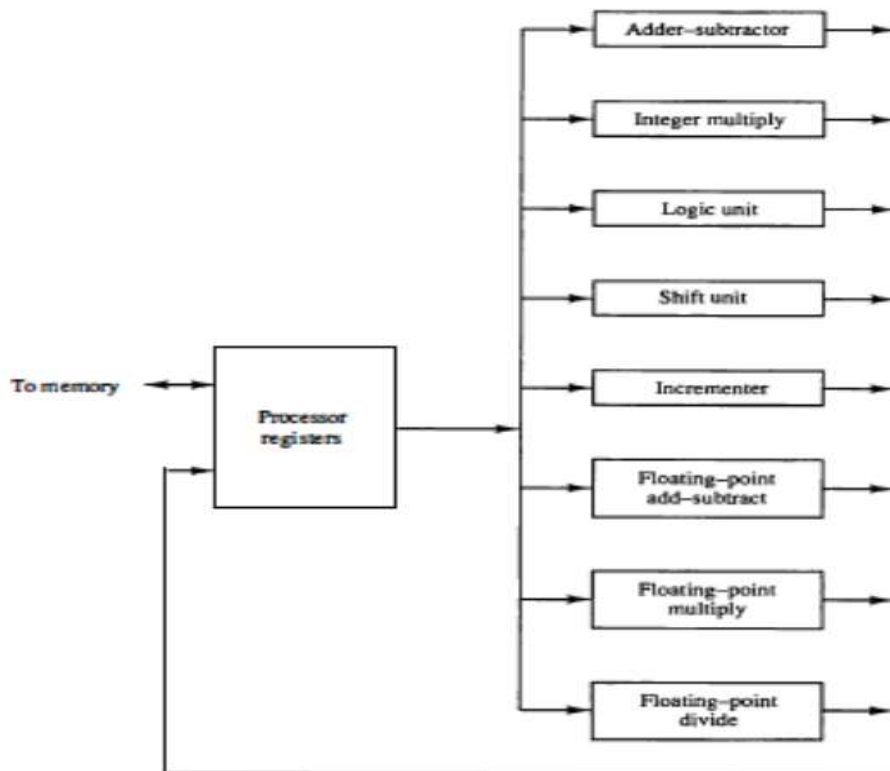 Adder–subtractor
Integer multiply
Logic unit
Shift unit
To memory
Incrementer
Processor
registers
Floating–point
add–subtract
Floating–point
multiply
Floating–point
divide